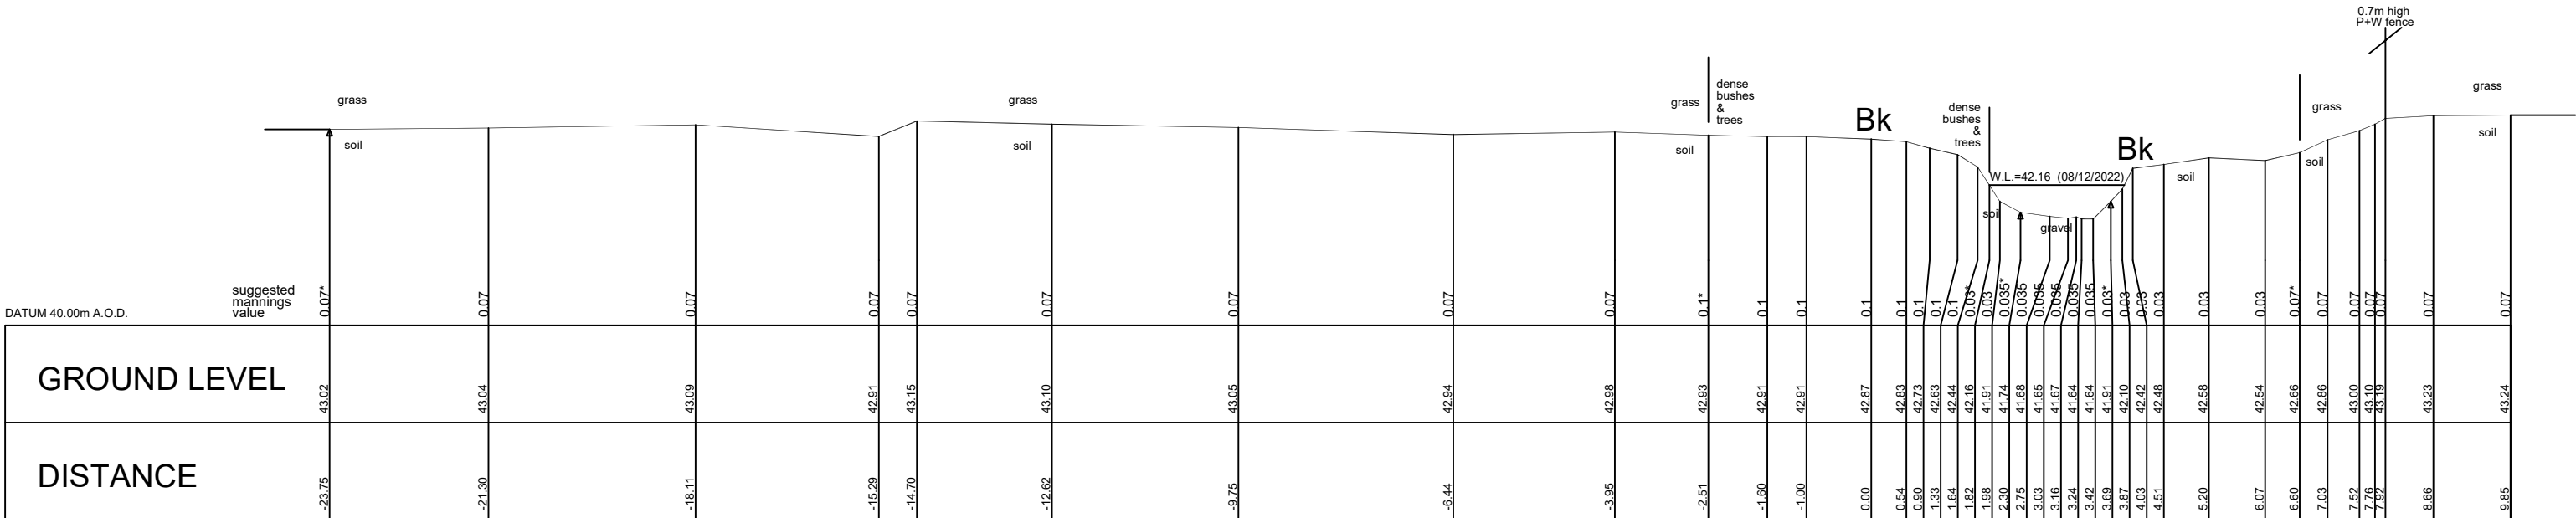 0.7m high
P+W fence
grass
grass
grass
dense
bushes
&
trees
dense
bushes
&
trees
grass
grass
soil
soil
soil
Bk
Bk
W.L.=42.16 (08/12/2022)
soil
gravel
soil
soil
soil
suggested
mannings
value
DATUM 40.00m A.O.D.
0.07* 0.07 0.07 0.07 0.07 0.07 0.07 0.07 0.07 0.1* 0.1 0.1 0.1 0.1 0.1 0.1 0.1 0.03* 0.03 0.035* 0.035 0.035 0.035 0.035 0.035 0.03* 0.03 0.03 0.03 0.03 0.03 0.07* 0.07 0.07 0.07 0.07 0.07 0.07
GROUND LEVEL 43.02 43.04 43.09 42.91 43.15 43.10 43.05 42.94 42.98 42.93 42.91 42.91 42.87 42.83 42.73 42.63 42.44 42.16 41.91 41.74 41.68 41.65 41.67 41.64 41.64 41.91 42.10 42.42 42.48 42.58 42.54 42.66 42.86 43.00 43.10 43.19 43.23 43.24
DISTANCE -23.75 -21.30 -18.11 -15.29 -14.70 -12.62 -9.75 -6.44 -3.95 -2.51 -1.60 -1.00 0.00 0.54 0.90 1.33 1.64 1.82 1.98 2.30 2.75 3.03 3.16 3.24 3.42 3.69 3.87 4.03 4.51 5.20 6.07 6.60 7.03 7.52 7.76 7.92 8.66 9.85